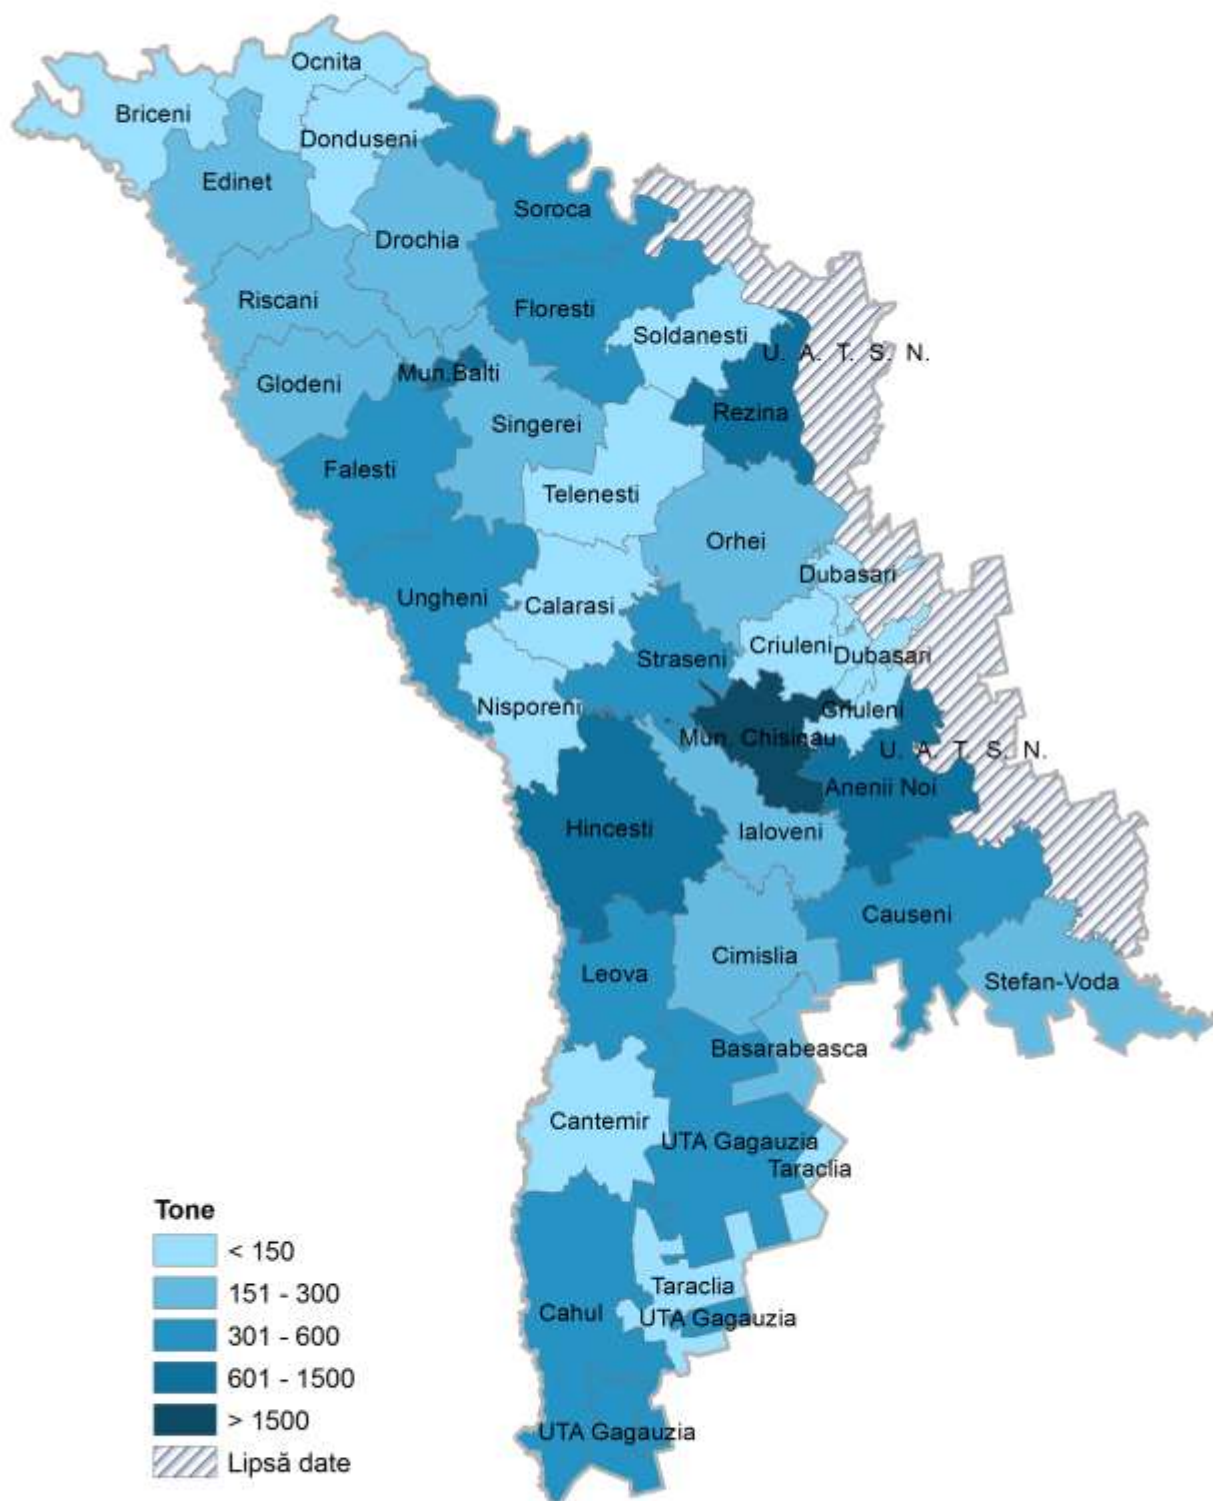 Ocnita
Briceni
Donduseni
Edinet
Soroca
Drochia
Riscani
Floresti
Soldanesti
U. A. T. S. N.
Mun.Balti
Glodeni
Rezina
Singerei
Falesti
Telenesti
Orhei
Dubasari
Ungheni
Calarasi
Criuleni
Dubasari
Straseni
Nisporeni
Criuleni
Mun. Chisinau
U. A. T. S. N.
Anenii Noi
Hincesti
Ialoveni
Causeni
Cimislia
Leova
Stefan-Voda
Basarabeasca
Cantemir
UTA Gagauzia
Taraclia
Tone
< 150
151 - 300
301 - 600
601 - 1500
> 1500
Lipsă date
Taraclia
Cahul
UTA Gagauzia
UTA Gagauzia